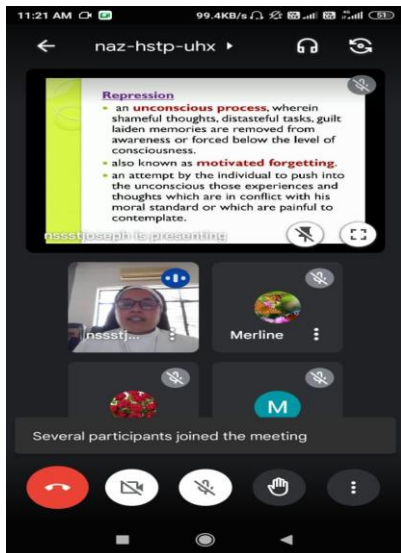 11:21 AM
99.4KB/s
51
naz-hstp-uhx
Repression
• an unconscious process, wherein
shameful thoughts, distasteful tasks, guilt
laiden memories are removed from
awareness or forced below the level of
consciousness.
• also known as motivated forgetting.
• an attempt by the individual to push into
the unconscious those experiences and
thoughts which are in conflict with his
moral standard or which are painful to
contemplate.
nssstjoseph is presenting
nssstj...
Merline
M
Several participants joined the meeting